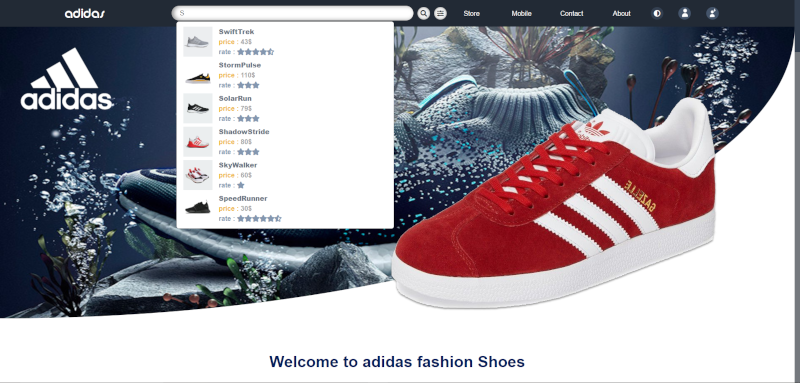 adidas
S
Store
Mobile
Contact
About
SwiftTrek
price : 43$
rate :
StormPulse
price : 110$
rate :
SolarRun
price : 79$
rate :
ShadowStride
price : 80$
rate :
SkyWalker
price : 60$
rate :
SpeedRunner
price : 30$
rate :
adidas
GAZELLE
Welcome to adidas fashion Shoes